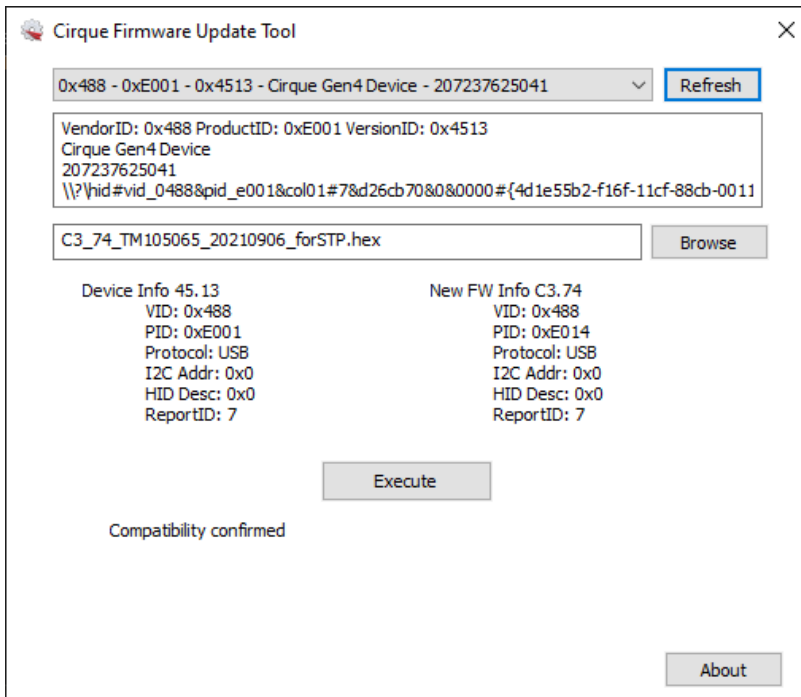 Cirque Firmware Update Tool
0x488 - 0xE001 - 0x4513 - Cirque Gen4 Device - 207237625041
Refresh
VendorID: 0x488 ProductID: 0xE001 VersionID: 0x4513
Cirque Gen4 Device
207237625041
\\?\hid#vid_0488&pid_e001&col01#7&d26cb70&0&0000#{4d1e55b2-f16f-11cf-88cb-0011
C3_74_TM105065_20210906_forSTP.hex
Browse
Device Info 45.13
VID: 0x488
PID: 0xE001
Protocol: USB
I2C Addr: 0x0
HID Desc: 0x0
ReportID: 7
New FW Info C3.74
VID: 0x488
PID: 0xE014
Protocol: USB
I2C Addr: 0x0
HID Desc: 0x0
ReportID: 7
Execute
Compatibility confirmed
About